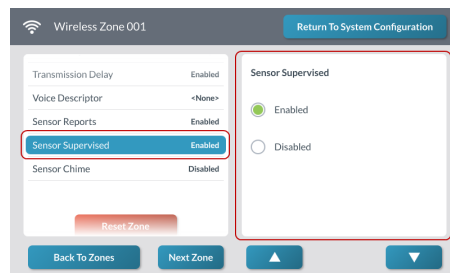 Wireless Zone 001
Return To System Configuration
Transmission Delay Enabled
Voice Descriptor <None>
Sensor Reports Enabled
Sensor Supervised Enabled
Sensor Chime Disabled
Reset Zone
Back To Zones
Next Zone
Sensor Supervised
Enabled
Disabled